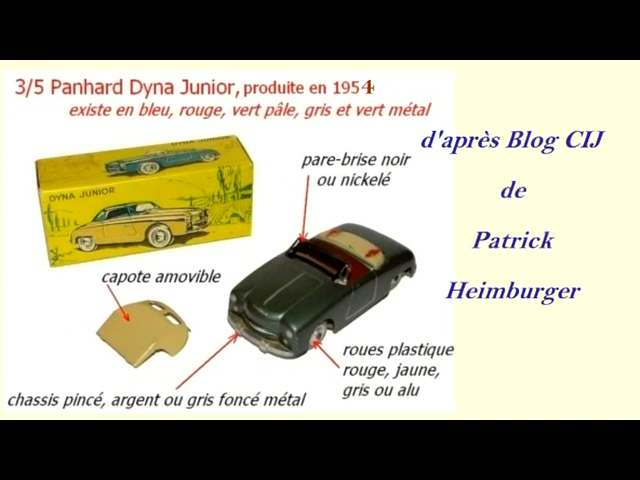 3/5 Panhard Dyna Junior, produite en 1954
existe en bleu, rouge, vert pâle, gris et vert métal
d'après Blog CIJ
de
Patrick
Heimburger
pare-brise noir
ou nickelé
DYNA JUNIOR
DYNA JUNIOR
capote amovible
roues plastique
rouge, jaune,
gris ou alu
chassis pincé, argent ou gris foncé métal